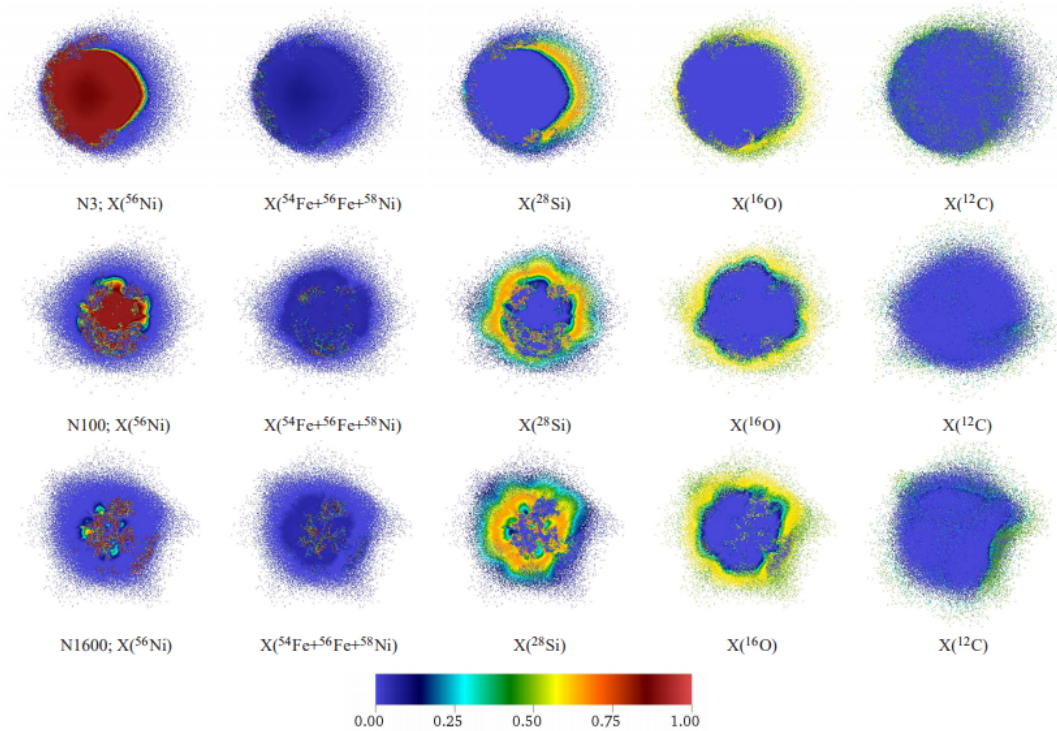 N3; X(⁵⁶Ni) X(⁵⁴Fe+⁵⁶Fe+⁵⁸Ni) X(²⁸Si) X(¹⁶O) X(¹²C)
N100; X(⁵⁶Ni) X(⁵⁴Fe+⁵⁶Fe+⁵⁸Ni) X(²⁸Si) X(¹⁶O) X(¹²C)
N1600; X(⁵⁶Ni) X(⁵⁴Fe+⁵⁶Fe+⁵⁸Ni) X(²⁸Si) X(¹⁶O) X(¹²C)
0.00 0.25 0.50 0.75 1.00